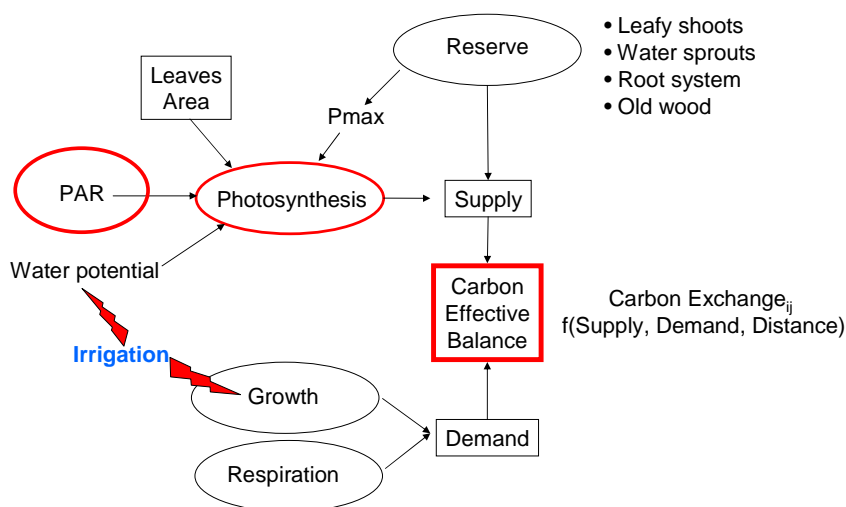 Reserve
• Leafy shoots
• Water sprouts
• Root system
• Old wood
Leaves
Area
Pmax
PAR
Photosynthesis
Supply
Water potential
Carbon
Effective
Balance
Carbon Exchangeij
f(Supply, Demand, Distance)
Irrigation
Growth
Demand
Respiration